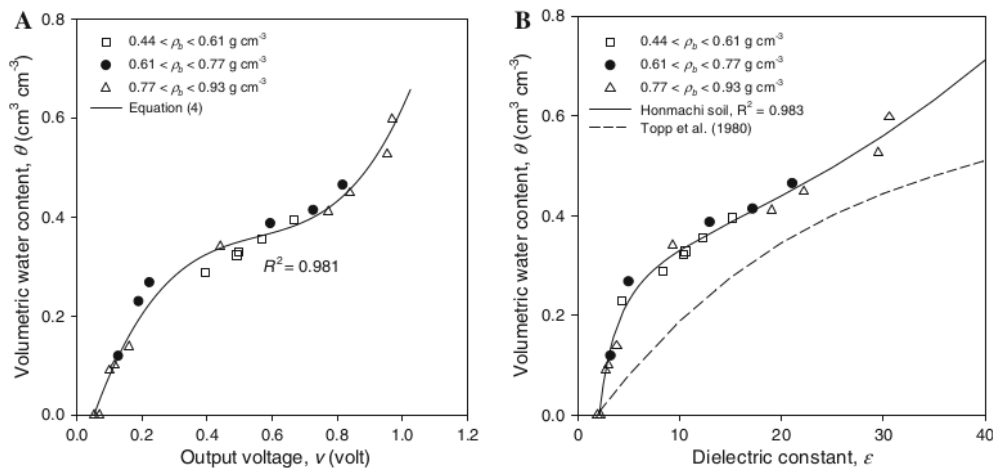 A
Volumetric water content, θ (cm³ cm⁻³)
0.8
0.6
0.4
0.2
0.0
0.44 < ρb < 0.61 g cm⁻³
0.61 < ρb < 0.77 g cm⁻³
0.77 < ρb < 0.93 g cm⁻³
Equation (4)
R² = 0.981
0.0 0.2 0.4 0.6 0.8 1.0 1.2
Output voltage, v (volt)
B
Volumetric water content, θ (cm³ cm⁻³)
0.8
0.6
0.4
0.2
0.0
0.44 < ρb < 0.61 g cm⁻³
0.61 < ρb < 0.77 g cm⁻³
0.77 < ρb < 0.93 g cm⁻³
Honmachi soil, R² = 0.983
Topp et al. (1980)
0 10 20 30 40
Dielectric constant, ε